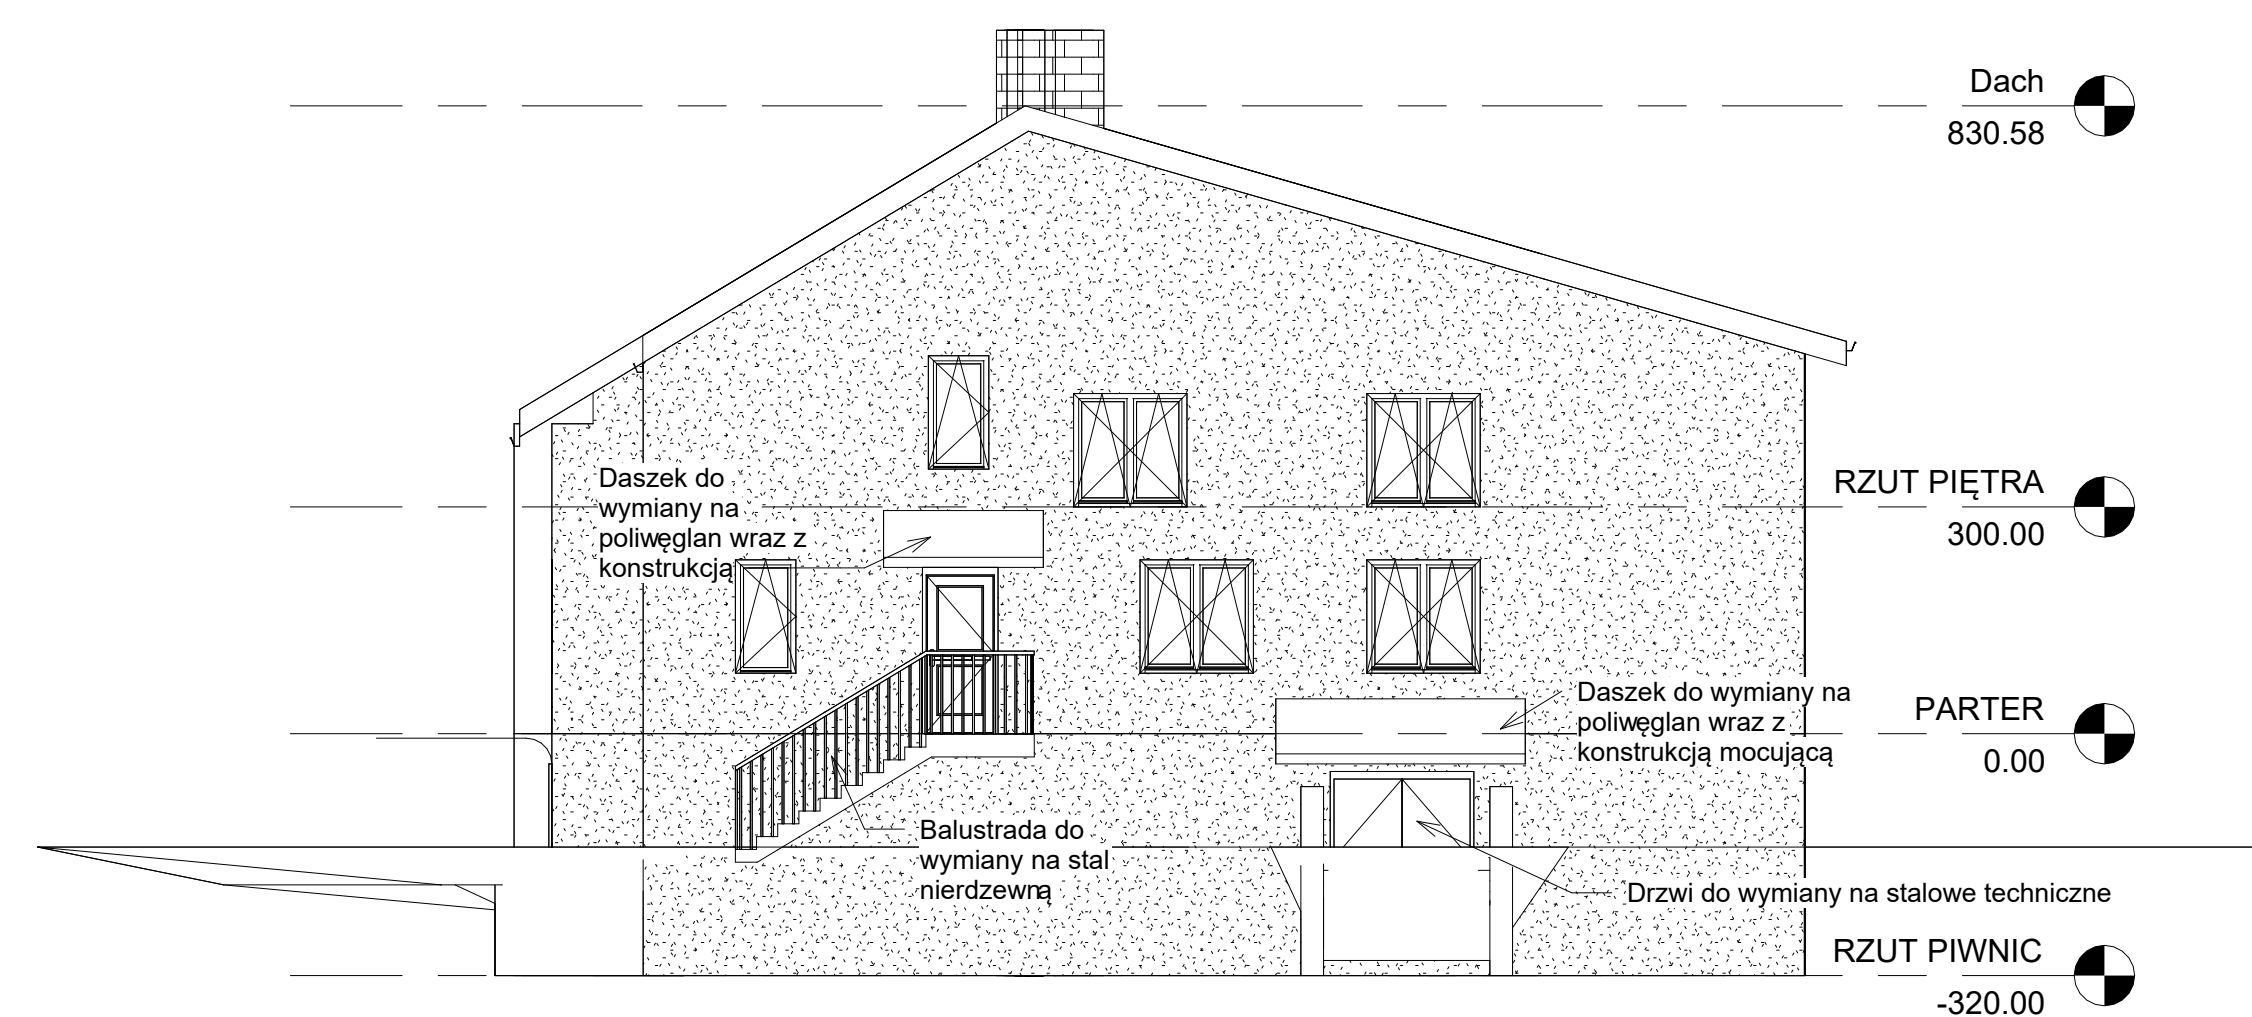 Dach
830.58
Daszek do
wymiany na
poliwęglan wraz z
konstrukcją
RZUT PIĘTRA
300.00
Daszek do wymiany na
poliwęglan wraz z
konstrukcją mocującą
PARTER
0.00
Balustrada do
wymiany na stal
nierdzewną
Drzwi do wymiany na stalowe techniczne
RZUT PIWNIC
-320.00